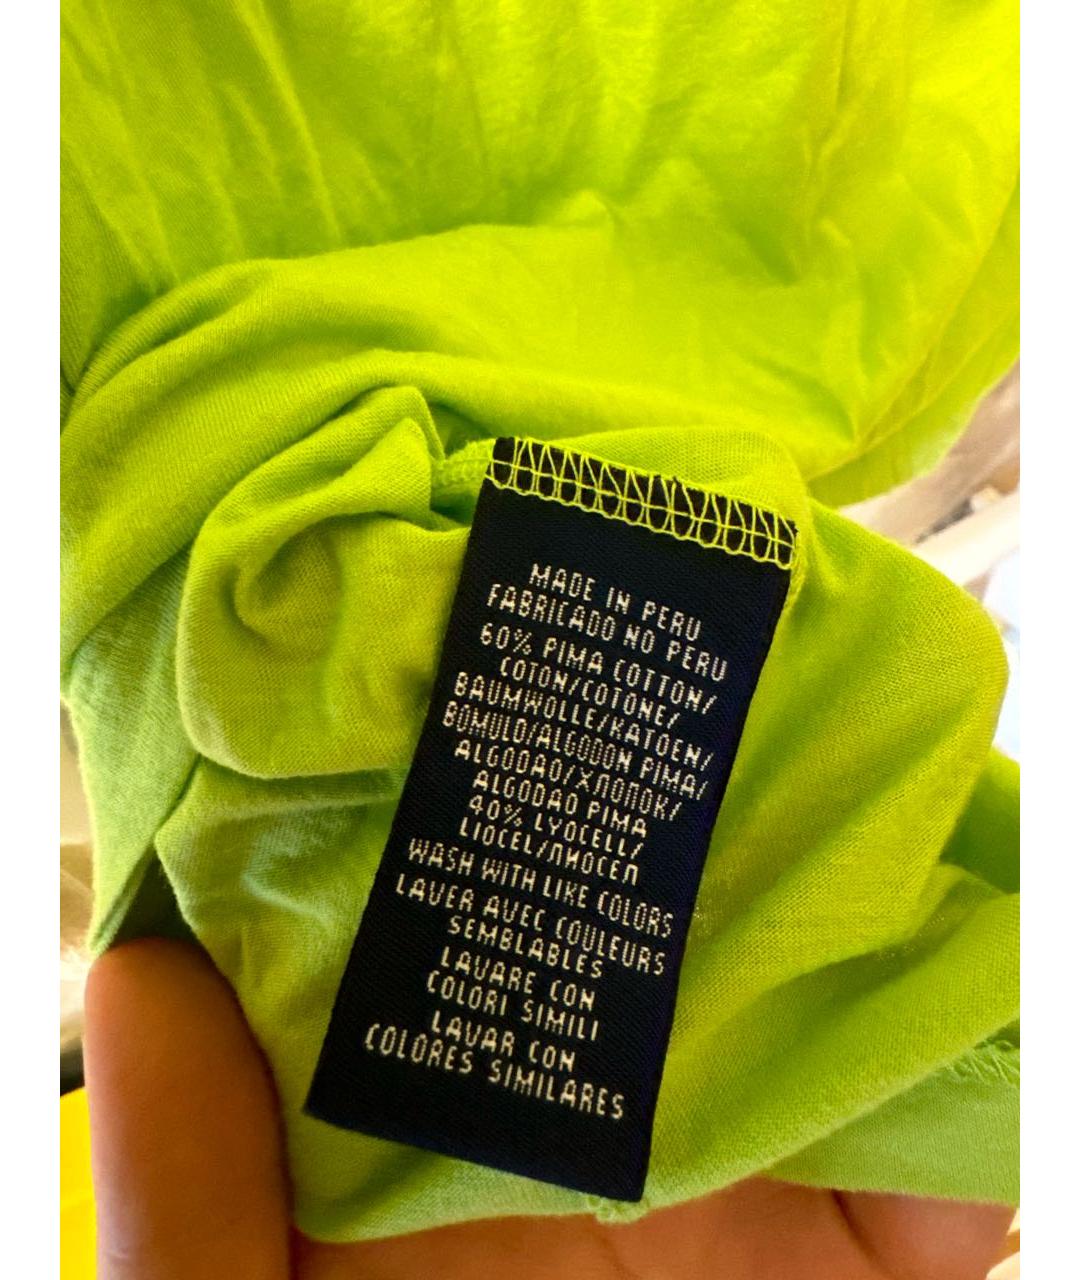 MADE IN PERU
FABRICADO NO PERU
60% PIMA COTTON/
COTON/COTONE/
BAUMWOLLE/KATOEN/
BOMULD/ALGODON PIMA/
ALGODAO/ХЛОПОК/
ALGODÃO PIMA
40% LYOCELL/
LIOCEL/ЛИОСЕЛ
WASH WITH LIKE COLORS
LAVER AVEC COULEURS
SEMBLABLES
LAVARE CON
COLORI SIMILI
LAVAR CON
COLORES SIMILARES